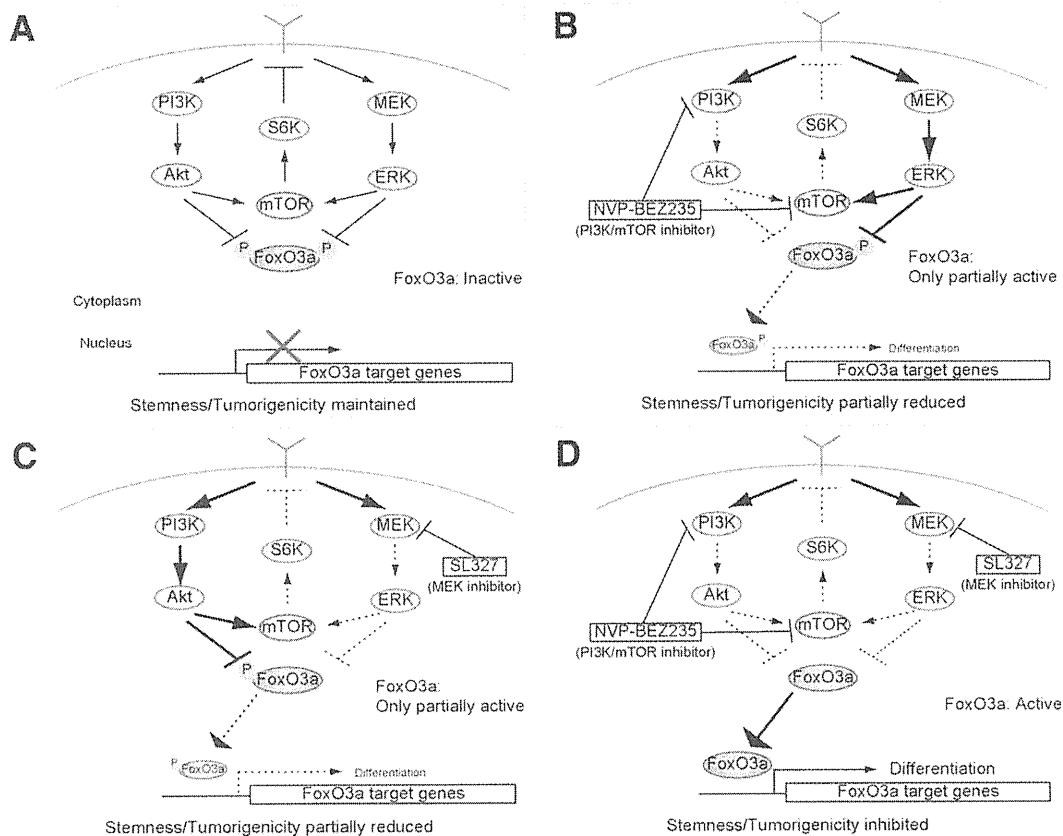 A
PI3K
MEK
S6K
Akt
ERK
mTOR
P
P
FoxO3a
FoxO3a: Inactive
Cytoplasm
Nucleus
FoxO3a target genes
Stemness/Tumorigenicity maintained
B
PI3K
MEK
S6K
Akt
ERK
NVP-BEZ235
mTOR
(PI3K/mTOR inhibitor)
FoxO3a
P
FoxO3a:
Only partially active
FoxO3a
P
Differentiation
FoxO3a target genes
Stemness/Tumorigenicity partially reduced
C
PI3K
MEK
S6K
SL327
(MEK inhibitor)
Akt
ERK
mTOR
P
FoxO3a
FoxO3a:
Only partially active
P
FoxO3a
Differentiation
FoxO3a target genes
Stemness/Tumorigenicity partially reduced
D
PI3K
MEK
S6K
SL327
(MEK inhibitor)
Akt
ERK
NVP-BEZ235
mTOR
(PI3K/mTOR inhibitor)
FoxO3a
FoxO3a: Active
FoxO3a
Differentiation
FoxO3a target genes
Stemness/Tumorigenicity inhibited